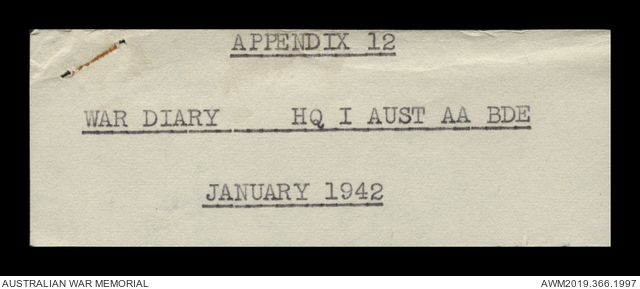 APPENDIX 12
WAR DIARY HQ I AUST AA BDE
JANUARY 1942
AUSTRALIAN WAR MEMORIAL AWM2019.366.1997